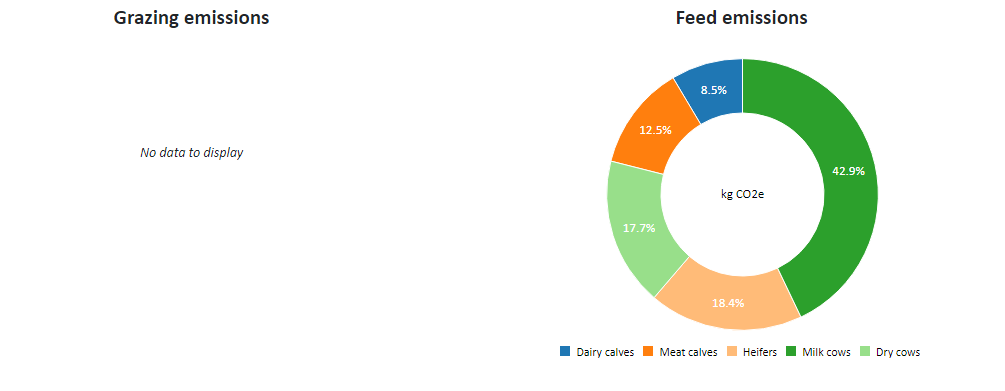 Grazing emissions
No data to display
Feed emissions
8.5%
12.5%
42.9%
kg CO2e
17.7%
18.4%
Dairy calves Meat calves Heifers Milk cows Dry cows